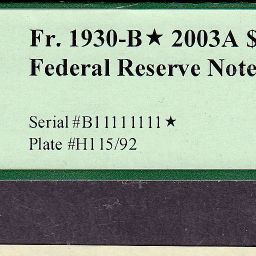 Fr. 1930-B★ 2003A $
Federal Reserve Note
Serial #B11111111★
Plate #H115/92